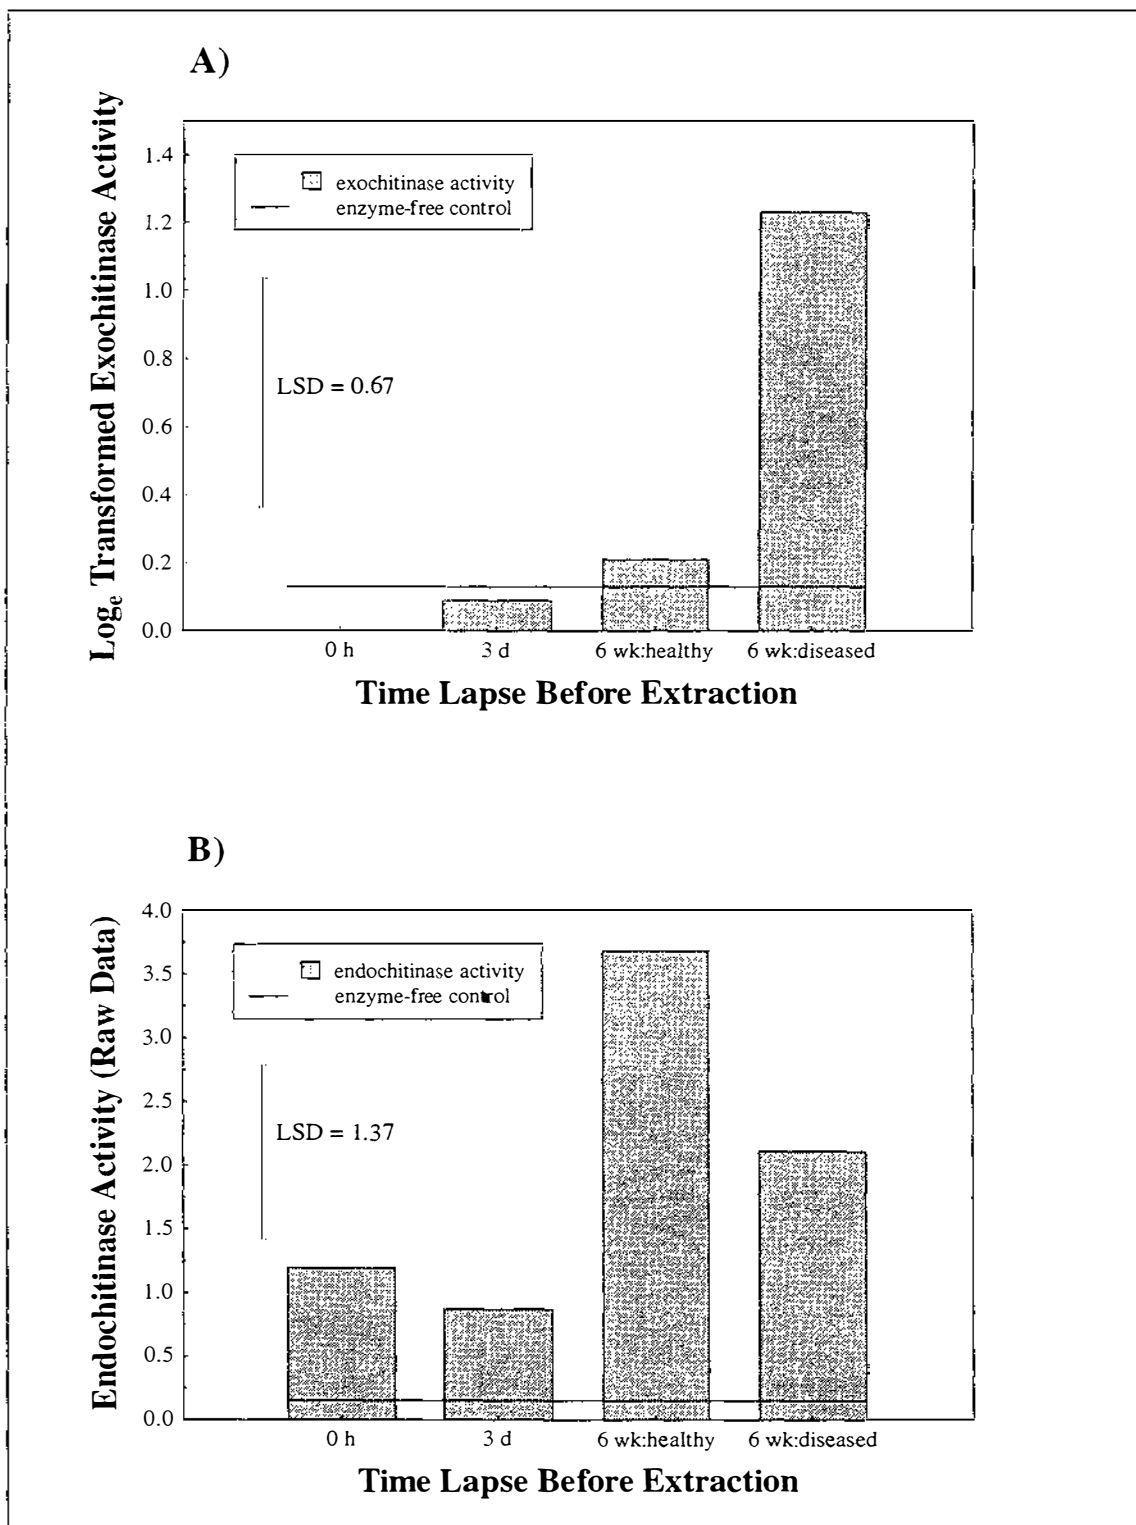 A)
Logₑ Transformed Exochitinase Activity
1.4
1.2
1.0
0.8
0.6
0.4
0.2
0.0
exochitinase activity
enzyme-free control
LSD = 0.67
0 h 3 d 6 wk:healthy 6 wk:diseased
Time Lapse Before Extraction
B)
Endochitinase Activity (Raw Data)
4.0
3.5
3.0
2.5
2.0
1.5
1.0
0.5
0.0
endochitinase activity
enzyme-free control
LSD = 1.37
0 h 3 d 6 wk:healthy 6 wk:diseased
Time Lapse Before Extraction